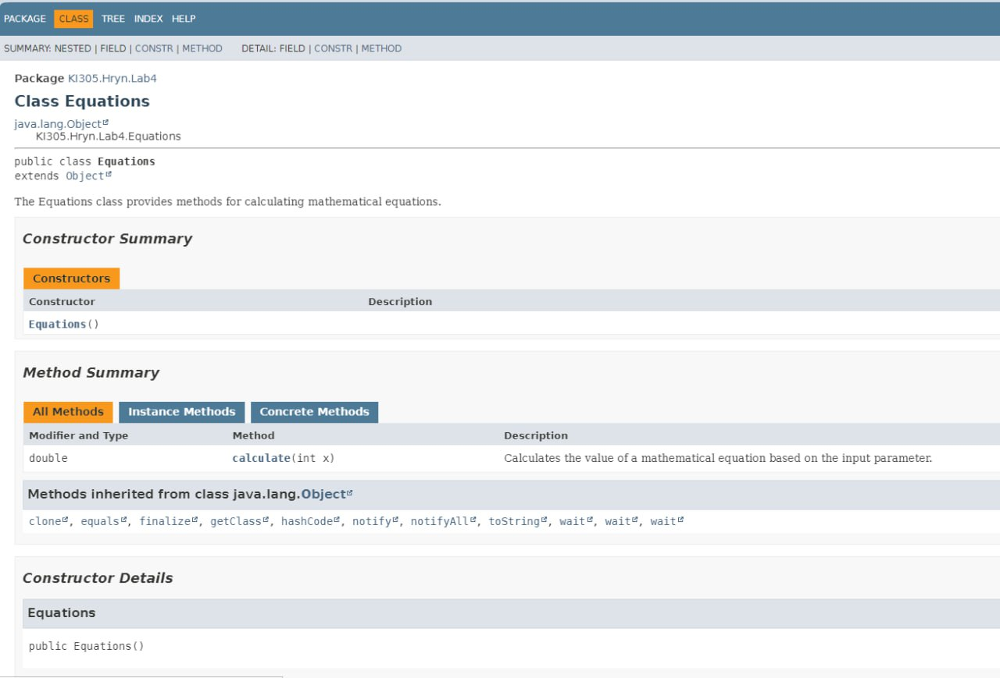 PACKAGE CLASS TREE INDEX HELP
SUMMARY: NESTED | FIELD | CONSTR | METHOD DETAIL: FIELD | CONSTR | METHOD
Package KI305.Hryn.Lab4
Class Equations
java.lang.Object
KI305.Hryn.Lab4.Equations
public class Equations
extends Object
The Equations class provides methods for calculating mathematical equations.
Constructor Summary
Constructors
Constructor Description
Equations()
Method Summary
All Methods Instance Methods Concrete Methods
Modifier and Type Method Description
double calculate(int x) Calculates the value of a mathematical equation based on the input parameter.
Methods inherited from class java.lang.Object
clone, equals, finalize, getClass, hashCode, notify, notifyAll, toString, wait, wait, wait
Constructor Details
Equations
public Equations()